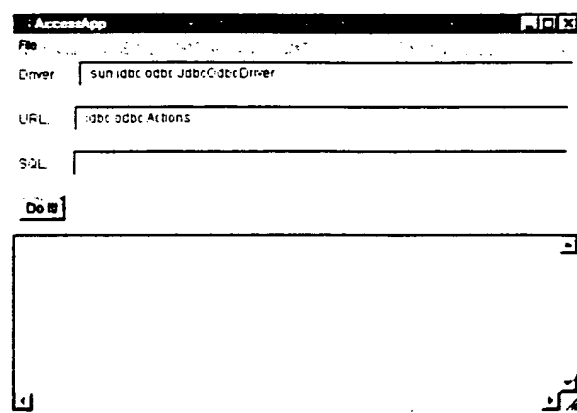 AccessApp
File
Driver sun.jdbc.odbc.JdbcOdbcDriver
URL: jdbc:odbc:Actions
SQL:
Do It!